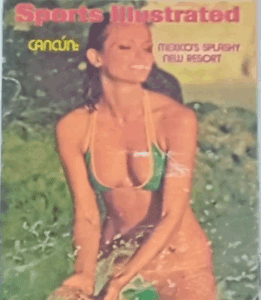 Sports Illustrated
CANCÚN:
MEXICO'S SPLASHY
NEW RESORT